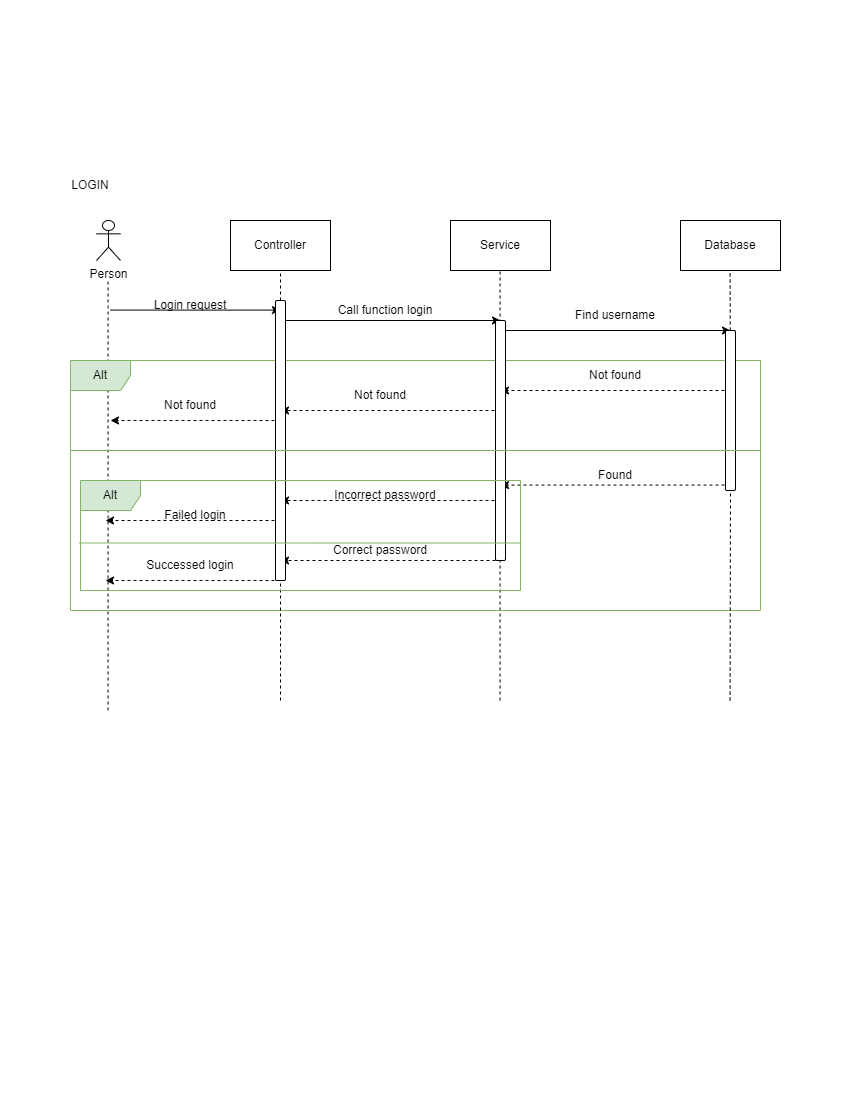 LOGIN
Person
Controller
Service
Database
Login request
Call function login
Find username
Alt
Not found
Not found
Not found
Found
Alt
Incorrect password
Failed login
Correct password
Successed login